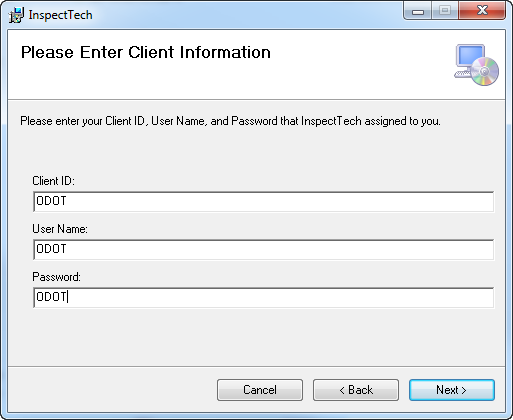 InspectTech
Please Enter Client Information
Please enter your Client ID, User Name, and Password that InspectTech assigned to you.
Client ID:
ODOT
User Name:
ODOT
Password:
ODOT
Cancel
< Back
Next >